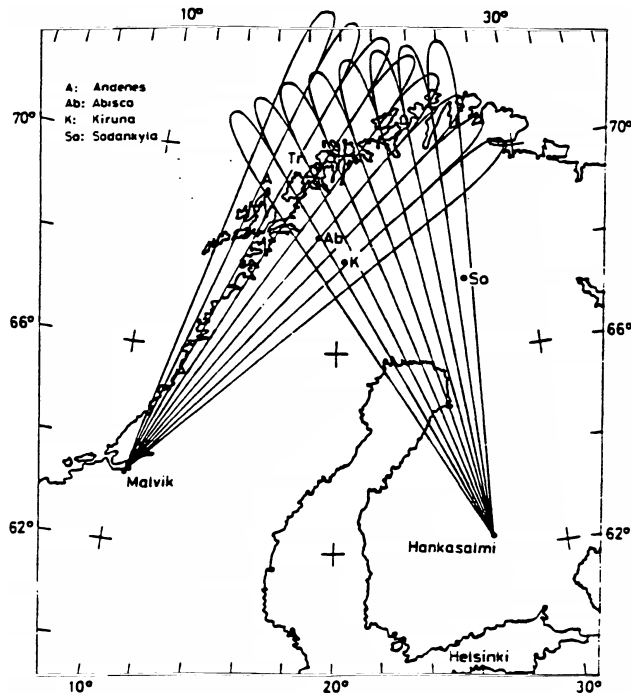 10° 30°
A: Andenes
Ab: Abisco
K: Kiruna
So: Sodankyla
70° 70°
Tr
A
Ab
K
So
66° 66°
Malvik
62° 62°
Hankasalmi
Helsinki
10° 20° 30°